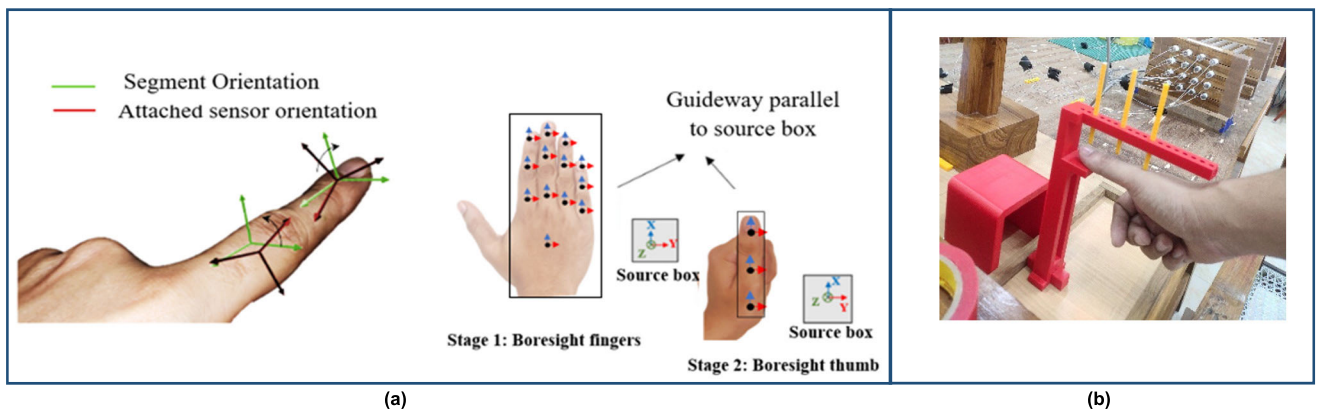 Segment Orientation
Attached sensor orientation
Guideway parallel
to source box
X
Z
Y
Source box
X
Z
Y
Source box
Stage 1: Boresight fingers
Stage 2: Boresight thumb
(a)
(b)